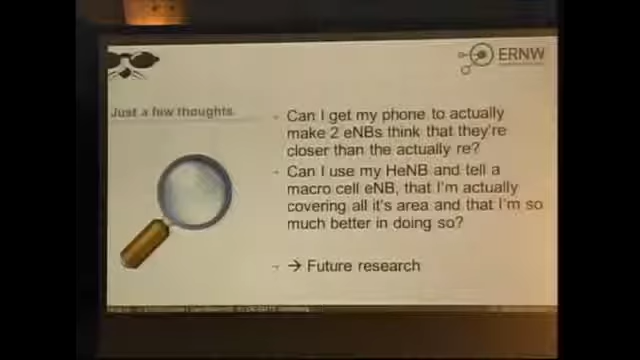 ERNW
Just a few thoughts.
- Can I get my phone to actually
make 2 eNBs think that they're
closer than the actually re?
- Can I use my HeNB and tell a
macro cell eNB, that I'm actually
covering all it's area and that I'm so
much better in doing so?
- → Future research